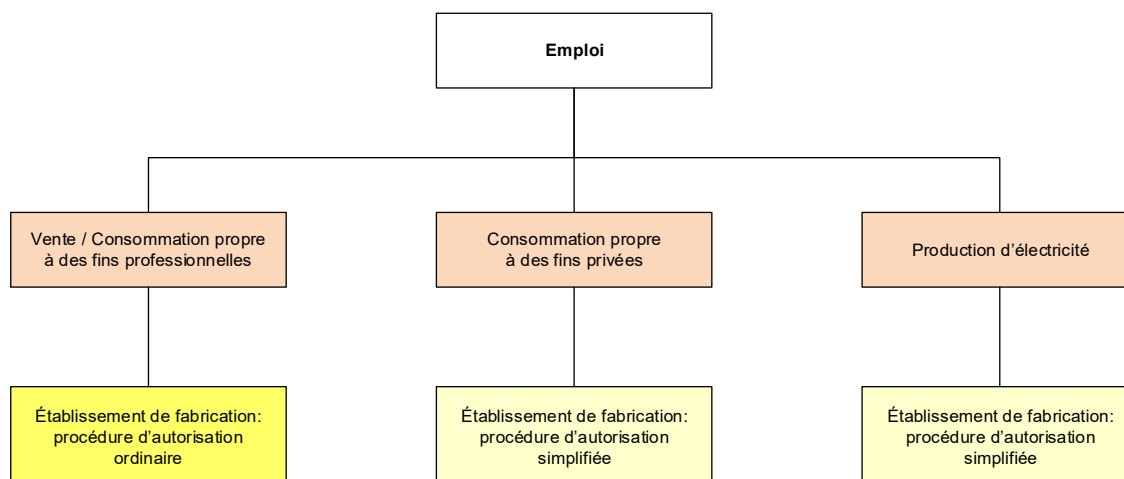 Emploi
Vente / Consommation propre
à des fins professionnelles
Consommation propre
à des fins privées
Production d’électricité
Établissement de fabrication:
procédure d’autorisation
ordinaire
Établissement de fabrication:
procédure d’autorisation
simplifiée
Établissement de fabrication:
procédure d’autorisation
simplifiée